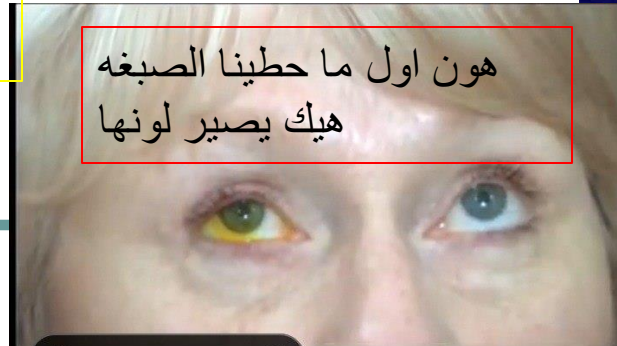 هون اول ما حطينا الصبغه
هيك يصير لونها